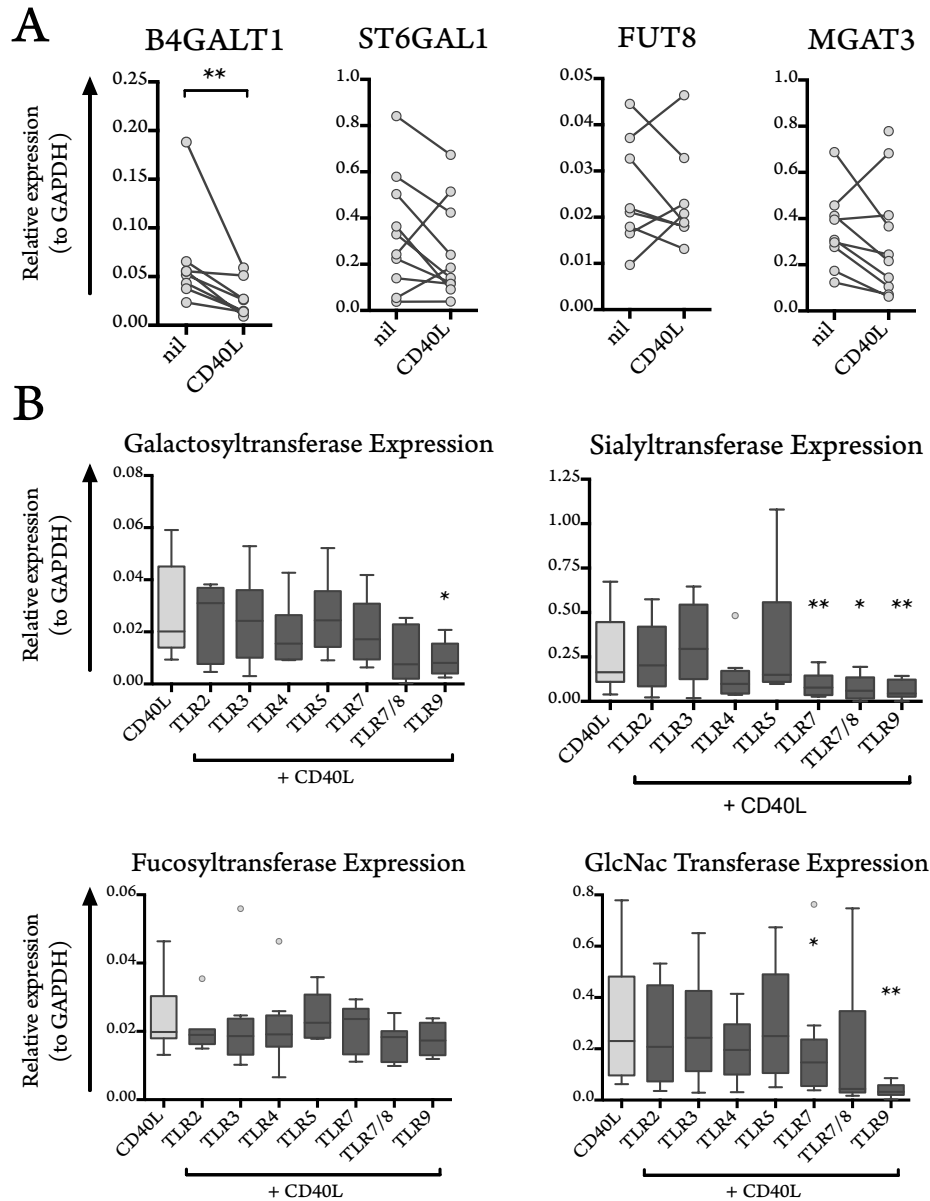 A
B4GALT1
ST6GAL1
FUT8
MGAT3
Relative expression
(to GAPDH)
**
0.25
0.20
0.15
0.10
0.05
0.00
nil
CD40L
1.0
0.8
0.6
0.4
0.2
0.0
nil
CD40L
0.05
0.04
0.03
0.02
0.01
0.00
nil
CD40L
1.0
0.8
0.6
0.4
0.2
0.0
nil
CD40L
B
Galactosyltransferase Expression
Relative expression
(to GAPDH)
0.08
0.06
0.04
0.02
0.00
*
CD40L
TLR2
TLR3
TLR4
TLR5
TLR7
TLR7/8
TLR9
+ CD40L
Sialyltransferase Expression
1.25
1.00
0.75
0.50
0.25
0.00
**
*
**
CD40L
TLR2
TLR3
TLR4
TLR5
TLR7
TLR7/8
TLR9
+ CD40L
Fucosyltransferase Expression
Relative expression
(to GAPDH)
0.06
0.04
0.02
0.00
CD40L
TLR2
TLR3
TLR4
TLR5
TLR7
TLR7/8
TLR9
+ CD40L
GlcNac Transferase Expression
0.8
0.6
0.4
0.2
0.0
*
**
CD40L
TLR2
TLR3
TLR4
TLR5
TLR7
TLR7/8
TLR9
+ CD40L